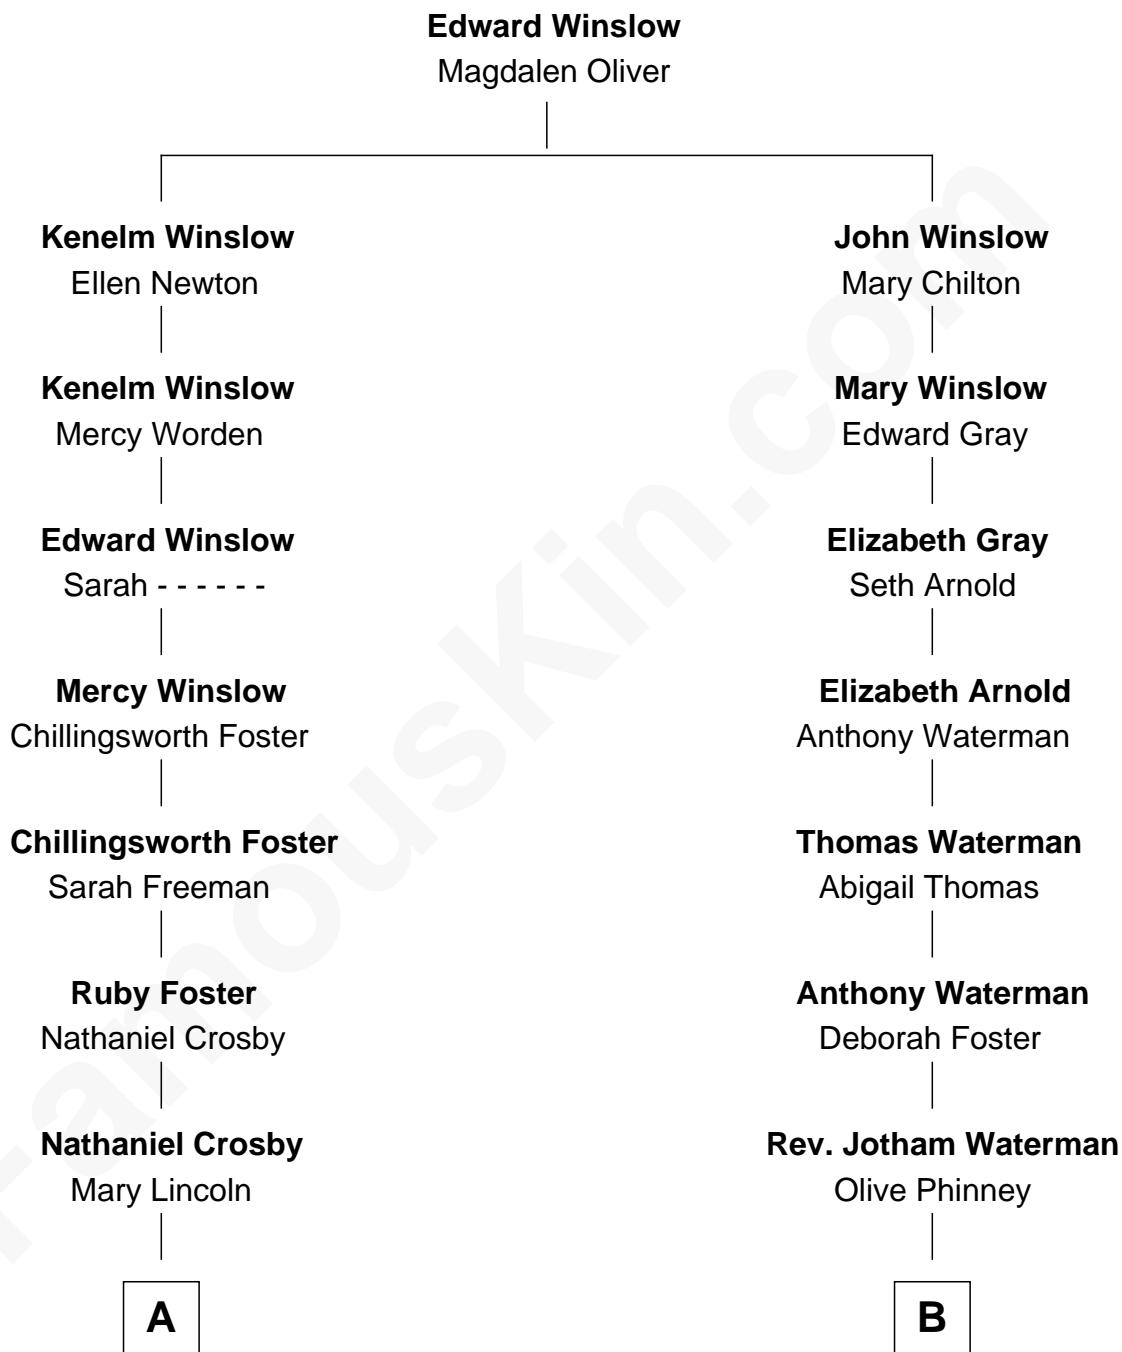 Edward Winslow
Magdalen Oliver
Kenelm Winslow
Ellen Newton
John Winslow
Mary Chilton
Kenelm Winslow
Mercy Worden
Mary Winslow
Edward Gray
Edward Winslow
Sarah - - - - - -
Elizabeth Gray
Seth Arnold
Mercy Winslow
Chillingsworth Foster
Elizabeth Arnold
Anthony Waterman
Chillingsworth Foster
Sarah Freeman
Thomas Waterman
Abigail Thomas
Ruby Foster
Nathaniel Crosby
Anthony Waterman
Deborah Foster
Nathaniel Crosby
Mary Lincoln
Rev. Jotham Waterman
Olive Phinney
A
B
FamousKin.com